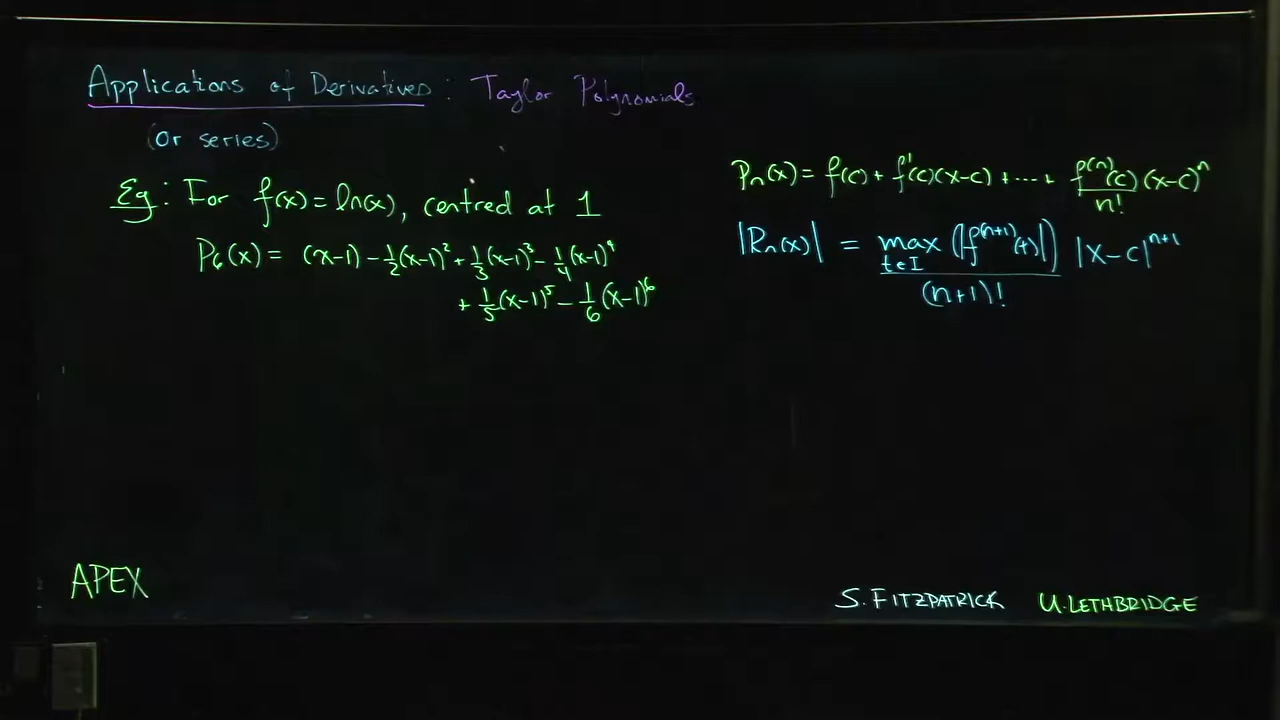 Applications of Derivatives: Taylor Polynomials
(Or series)
Eg: For f(x) = ln(x), centred at 1
P₆(x) = (x-1) - 1/2(x-1)² + 1/3(x-1)³ - 1/4(x-1)⁴
+ 1/5(x-1)⁵ - 1/6(x-1)⁶
Pₙ(x) = f(c) + f'(c)(x-c) + ... + f⁽ⁿ⁾(c)/n! (x-c)ⁿ
|Rₙ(x)| = max t∈I (|f⁽ⁿ⁺¹⁾(t)|)/(n+1)! |x-c|ⁿ⁺¹
APEX
S. FITZPATRICK U. LETHBRIDGE